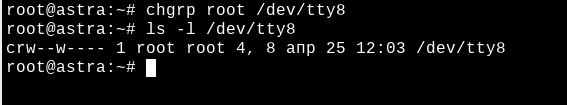 root@astra:~# chgrp root /dev/tty8
root@astra:~# ls -l /dev/tty8
crw--w---- 1 root root 4, 8 апр 25 12:03 /dev/tty8
root@astra:~#